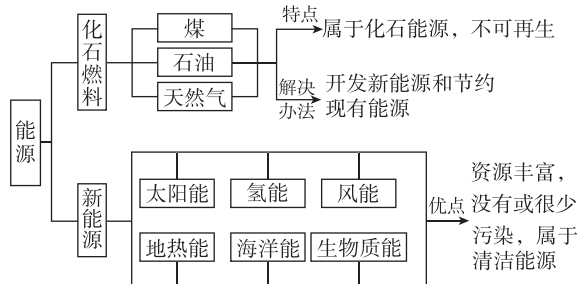 能源
化石燃料
煤
石油
天然气
特点
属于化石能源，不可再生
解决
办法
开发新能源和节约
现有能源
新能源
太阳能
氢能
风能
地热能
海洋能
生物质能
优点
资源丰富，
没有或很少
污染，属于
清洁能源